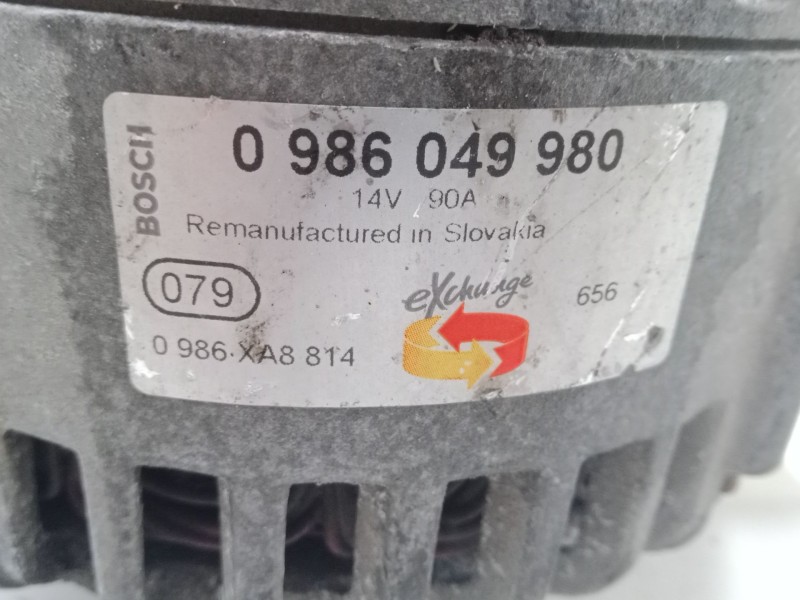 BOSCH
0 986 049 980
14V 90A
Remanufactured in Slovakia
079
eXchange
656
0 986·XA8 814